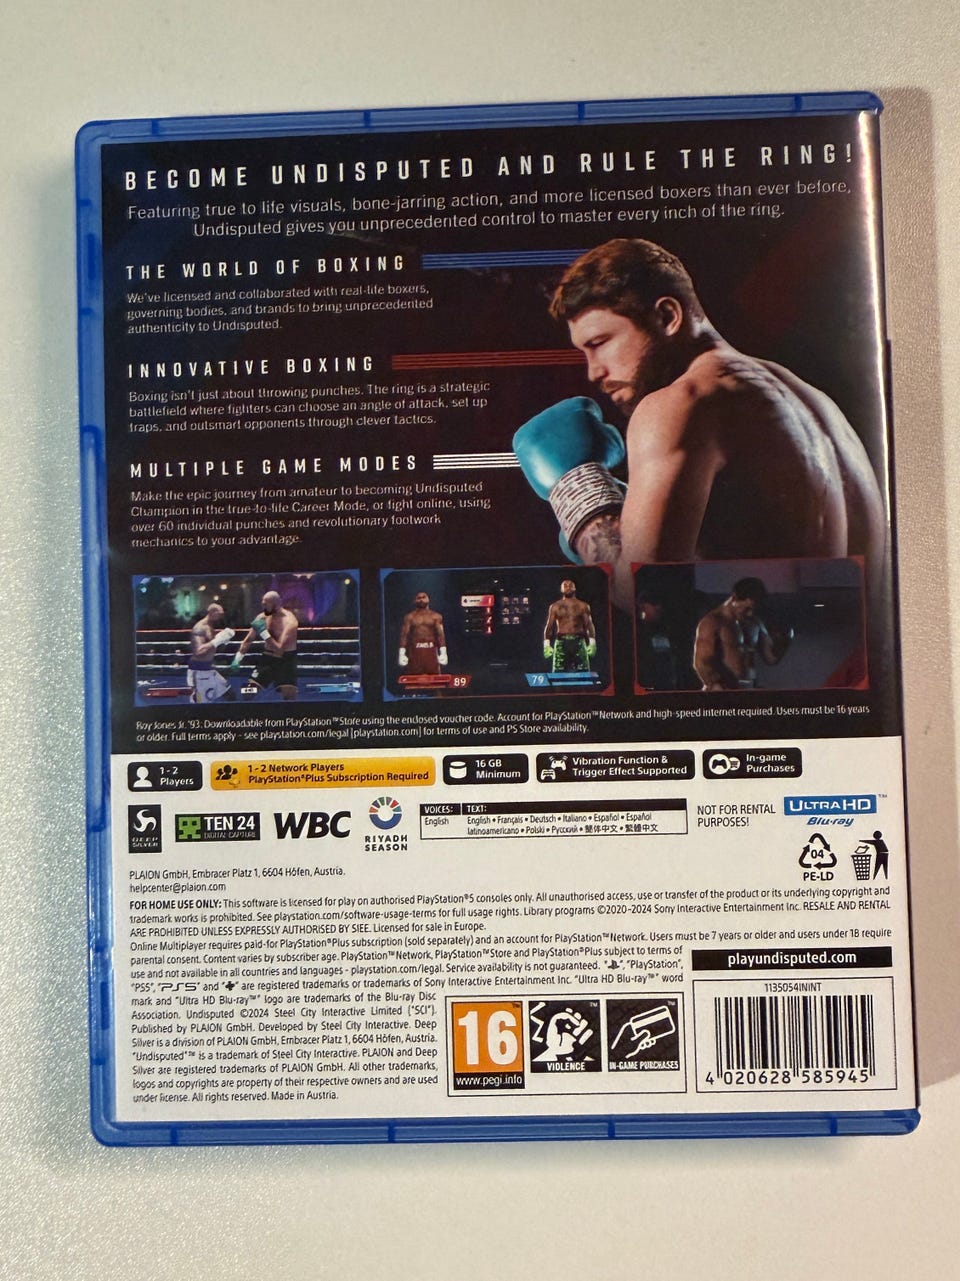 BECOME UNDISPUTED AND RULE THE RING!
Featuring true to life visuals, bone-jarring action, and more licensed boxers than ever before,
Undisputed gives you unprecedented control to master every inch of the ring.
THE WORLD OF BOXING
We've licensed and collaborated with real-life boxers,
governing bodies, and brands to bring unprecedented
authenticity to Undisputed.
INNOVATIVE BOXING
Boxing isn't just about throwing punches. The ring is a strategic
battlefield where fighters can choose an angle of attack, set up
traps, and outsmart opponents through clever tactics.
MULTIPLE GAME MODES
Make the epic journey from amateur to becoming Undisputed
Champion in the true-to-life Career Mode, or fight online, using
over 60 individual punches and revolutionary footwork
mechanics to your advantage.
89
79
Roy Jones Jr. '93: Downloadable from PlayStation™Store using the enclosed voucher code. Account for PlayStation™Network and high-speed internet required. Users must be 16 years
or older. Full terms apply - see playstation.com/legal [playstation.com] for terms of use and PS Store availability.
1 - 2
Players
1 - 2 Network Players
PlayStation®Plus Subscription Required
16 GB
Minimum
Vibration Function &
Trigger Effect Supported
In-game
Purchases
DEEP
SILVER
TEN 24
DIGITAL CAPTURE
WBC
RIYADH
SEASON
VOICES:
English
TEXT:
English • Français • Deutsch • Italiano • Español • Español
latinoamericano • Polski • Русский • 簡体中文 • 繁體中文
NOT FOR RENTAL
PURPOSES!
ULTRA HD™
Blu-ray
04
PE-LD
PLAION GmbH, Embracer Platz 1, 6604 Höfen, Austria.
helpcenter@plaion.com
FOR HOME USE ONLY: This software is licensed for play on authorised PlayStation®5 consoles only. All unauthorised access, use or transfer of the product or its underlying copyright and
trademark works is prohibited. See playstation.com/software-usage-terms for full usage rights. Library programs ©2020-2024 Sony Interactive Entertainment Inc. RESALE AND RENTAL
ARE PROHIBITED UNLESS EXPRESSLY AUTHORISED BY SIEE. Licensed for sale in Europe.
Online Multiplayer requires paid-for PlayStation®Plus subscription (sold separately) and an account for PlayStation™Network. Users must be 7 years or older and users under 18 require
parental consent. Content varies by subscriber age. PlayStation™Network, PlayStation™Store and PlayStation®Plus subject to terms of
use and not available in all countries and languages - playstation.com/legal. Service availability is not guaranteed. "", "PlayStation",
"PS5", "PS5" and "" are registered trademarks or trademarks of Sony Interactive Entertainment Inc. "Ultra HD Blu-ray™" word
mark and "Ultra HD Blu-ray™" logo are trademarks of the Blu-ray Disc
Association. Undisputed ©2024 Steel City Interactive Limited ("SCI").
Published by PLAION GmbH. Developed by Steel City Interactive. Deep
Silver is a division of PLAION GmbH, Embracer Platz 1, 6604 Höfen, Austria.
"Undisputed"™ is a trademark of Steel City Interactive. PLAION and Deep
Silver are registered trademarks of PLAION GmbH. All other trademarks,
logos and copyrights are property of their respective owners and are used
under license. All rights reserved. Made in Austria.
16
www.pegi.info
VIOLENCE
IN-GAME PURCHASES
playundisputed.com
1135054ININT
4 020628 585945